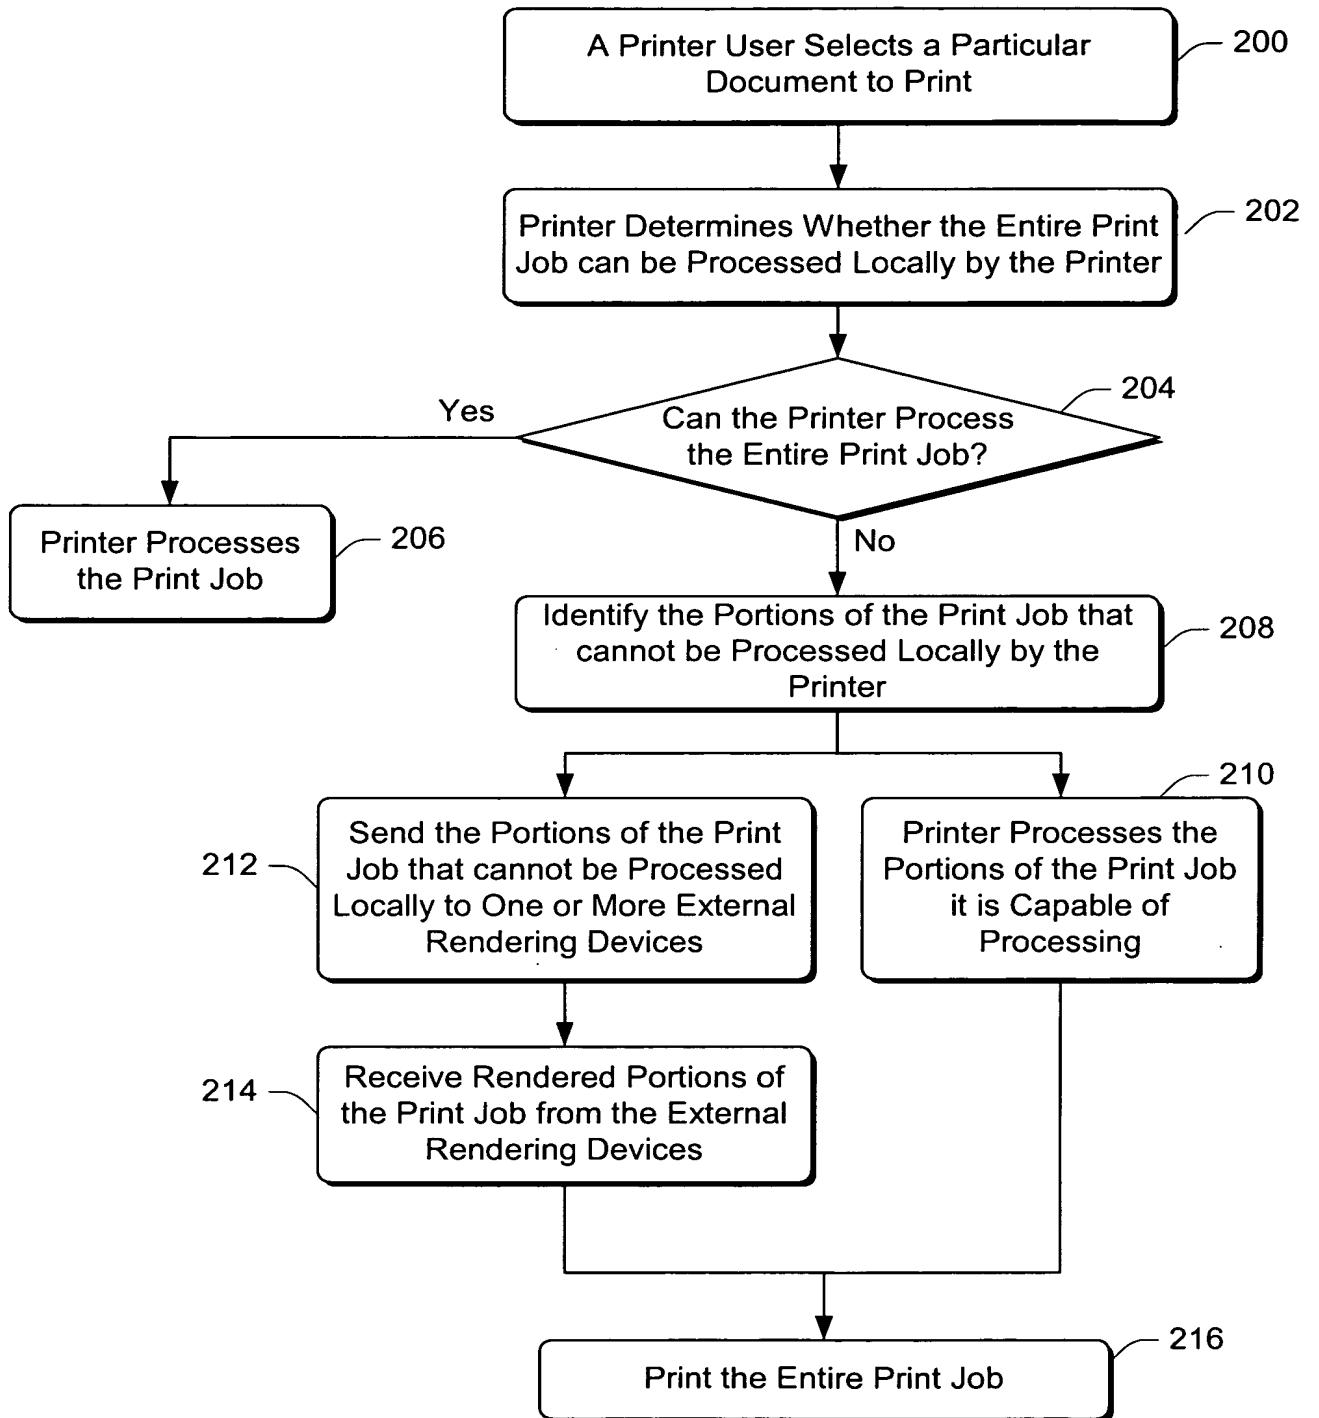 A Printer User Selects a Particular
Document to Print
200
Printer Determines Whether the Entire Print
Job can be Processed Locally by the Printer
202
Can the Printer Process
the Entire Print Job?
204
Yes
No
Printer Processes
the Print Job
206
Identify the Portions of the Print Job that
cannot be Processed Locally by the
Printer
208
212
Send the Portions of the Print
Job that cannot be Processed
Locally to One or More External
Rendering Devices
210
Printer Processes the
Portions of the Print Job
it is Capable of
Processing
214
Receive Rendered Portions of
the Print Job from the External
Rendering Devices
216
Print the Entire Print Job